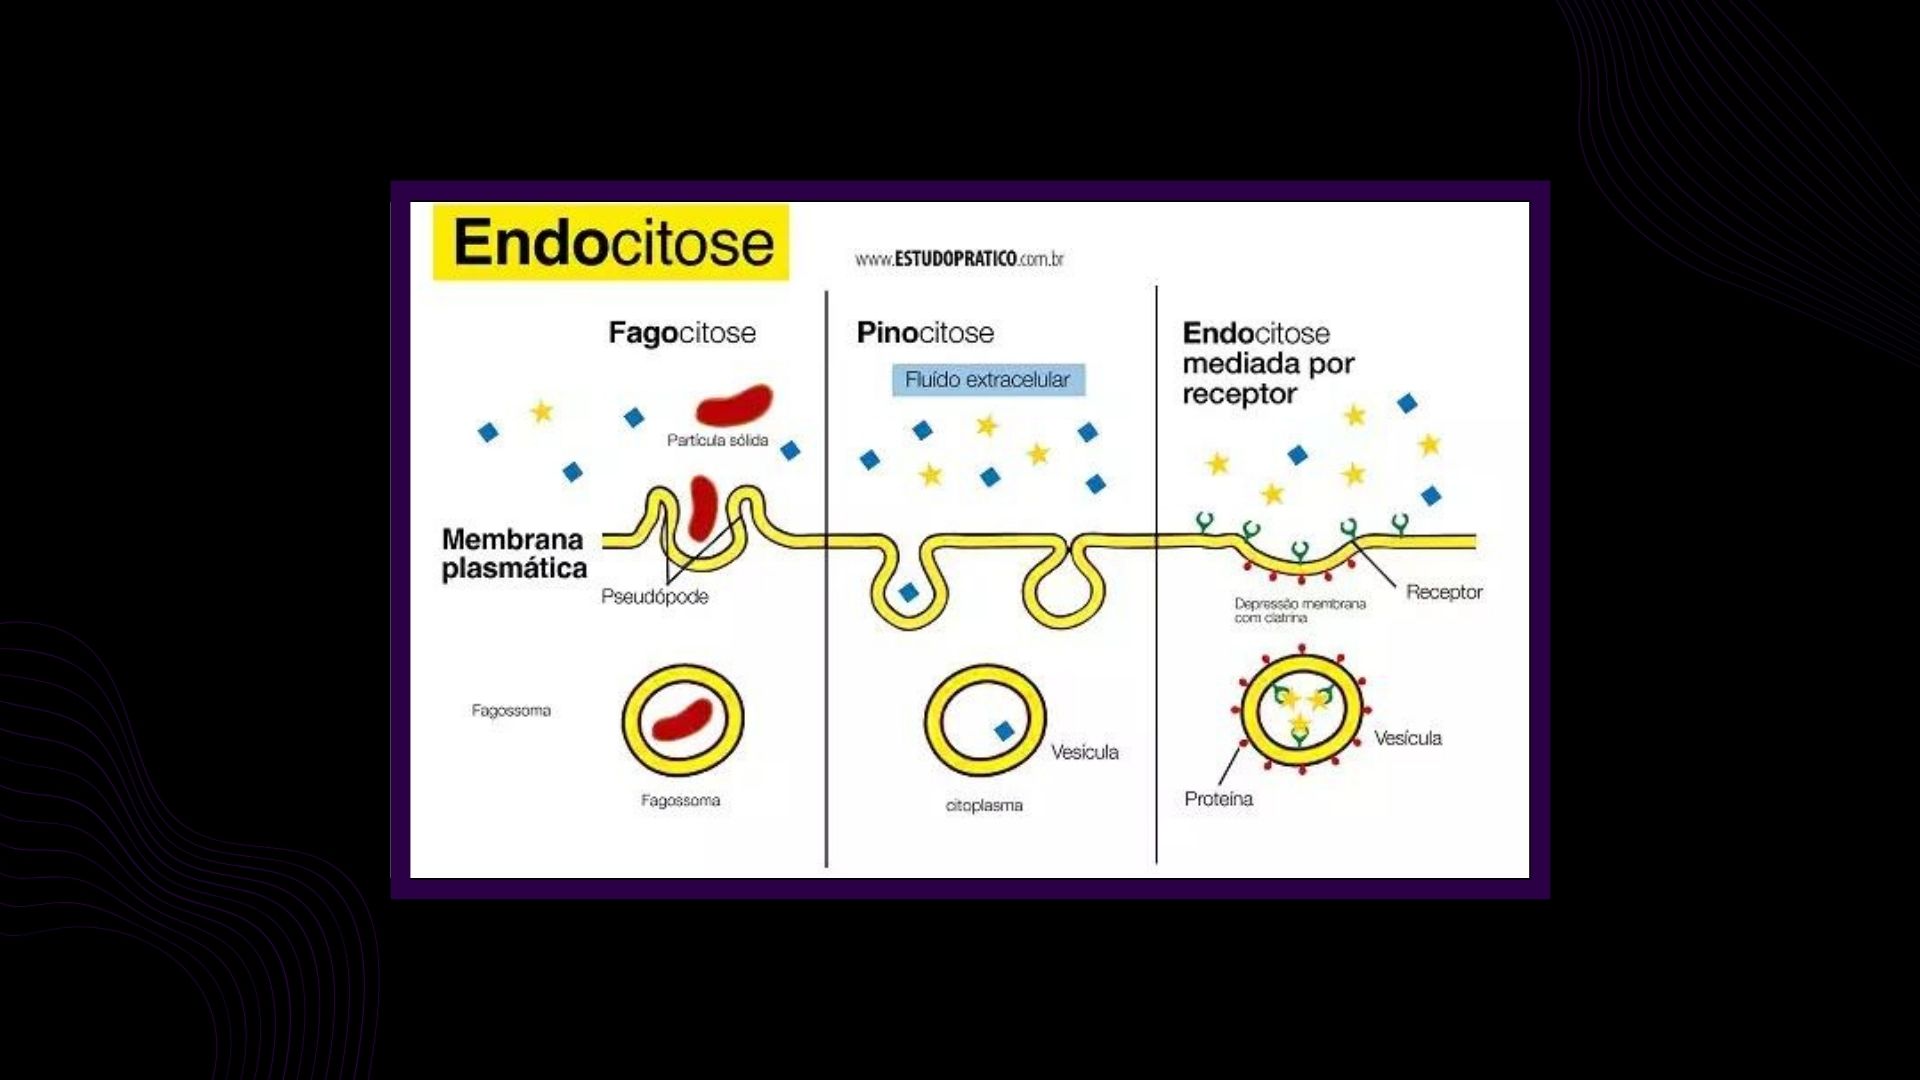 Endocitose
www.ESTUDOPRATICO.com.br
Fagocitose
Partícula sólida
Membrana
plasmática
Pseudópode
Fagossoma
Fagossoma
Pinocitose
Fluído extracelular
Vesícula
citoplasma
Endocitose
mediada por
receptor
Receptor
Depressão membrana
com clatrina
Vesícula
Proteína